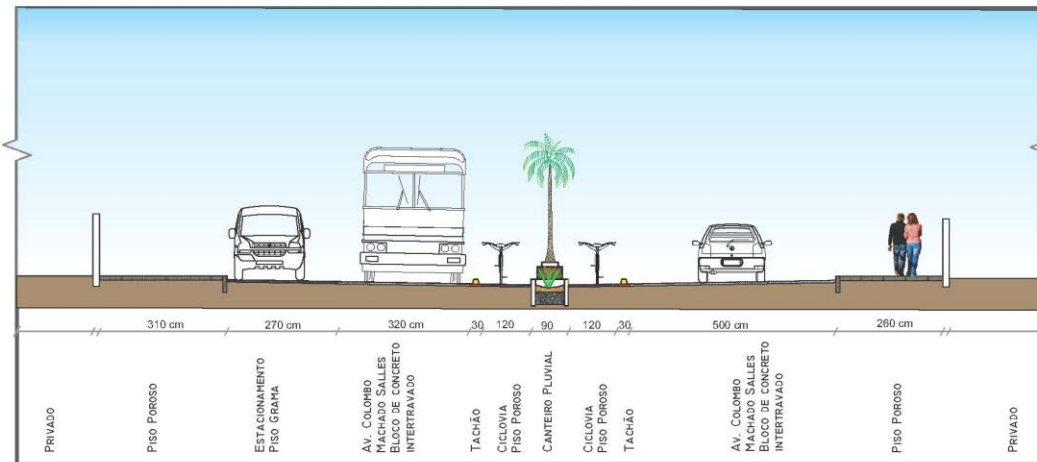 310 cm
270 cm
320 cm
30
120
90
120
30
500 cm
260 cm
PRIVADO
PISO POROSO
ESTACIONAMENTO
PISO GRAMA
AV. COLOMBO
MACHADO SALLES
BLOCO DE CONCRETO
INTERTRAVADO
TACHÃO
CICLOVIA
PISO POROSO
CANTEIRO PLUVIAL
CICLOVIA
PISO POROSO
TACHÃO
AV. COLOMBO
MACHADO SALLES
BLOCO DE CONCRETO
INTERTRAVADO
PISO POROSO
PRIVADO